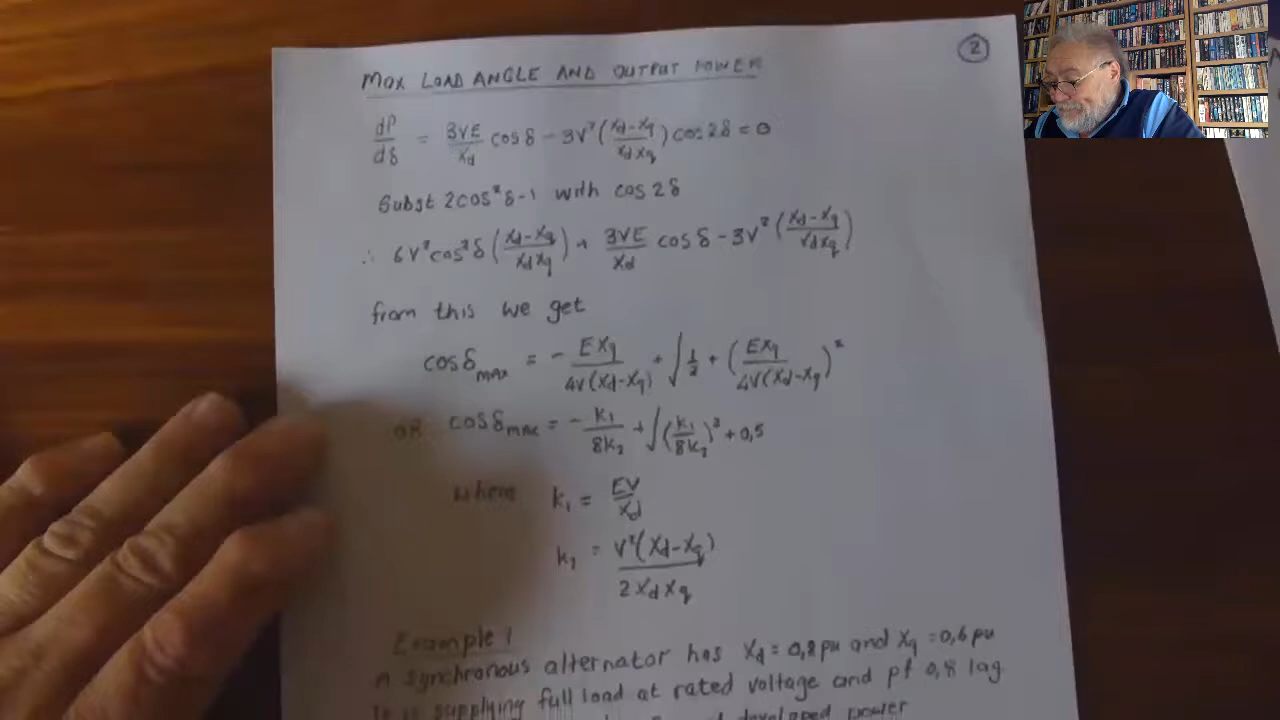 ②
MAX LOAD ANGLE AND OUTPUT POWER
dP/dδ = 3VE/Xd cos δ - 3V²(Xd-Xq/XdXq) cos 2δ = 0
Subst 2cos²δ-1 with cos 2δ
∴ 6V²cos²δ (Xd-Xq/XdXq) + 3VE/Xd cos δ - 3V² (Xd-Xq/XdXq)
from this we get
cos δMAX = - EXq/4V(Xd-Xq) + √1/2 + (EXq/4V(Xd-Xq))²
OR cos δMAX = - k₁/8k₂ + √(k₁/8k₂)² + 0,5
where k₁ = EV/Xd
k₂ = V²(Xd-Xq)/2XdXq
Example 1
A synchronous alternator has Xd = 0,8 pu and Xq = 0,6 pu
It is supplying full load at rated voltage and pf 0,8 lag
developed power